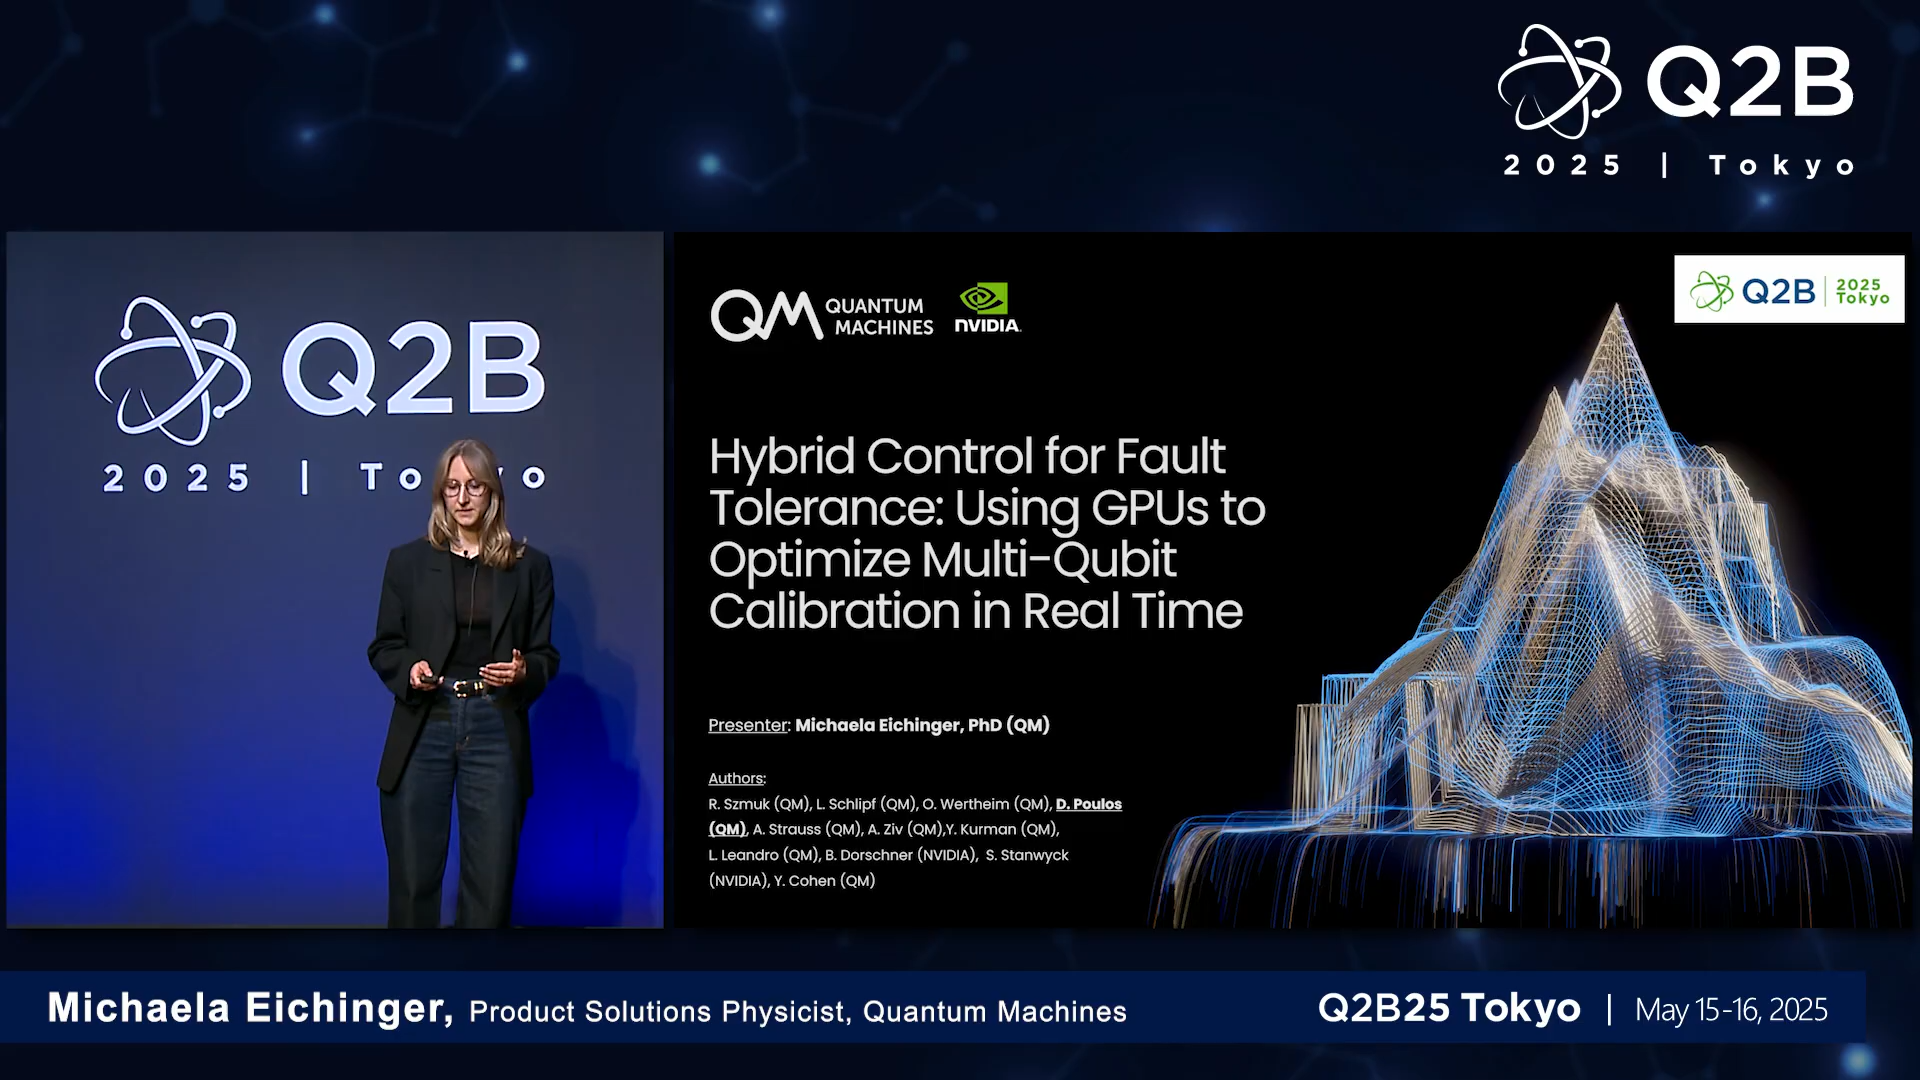 Q2B
2025 | Tokyo
Q2B
2025 | To o
QM QUANTUM
MACHINES
NVIDIA.
Q2B | 2025
Tokyo
Hybrid Control for Fault
Tolerance: Using GPUs to
Optimize Multi-Qubit
Calibration in Real Time
Presenter: Michaela Eichinger, PhD (QM)
Authors:
R. Szmuk (QM), L. Schlipf (QM), O. Wertheim (QM), D. Poulos
(QM), A. Strauss (QM), A. Ziv (QM),Y. Kurman (QM),
L. Leandro (QM), B. Dorschner (NVIDIA), S. Stanwyck
(NVIDIA), Y. Cohen (QM)
Michaela Eichinger, Product Solutions Physicist, Quantum Machines
Q2B25 Tokyo | May 15-16, 2025